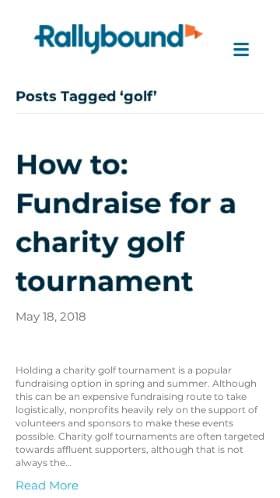 Rallybound
Posts Tagged ‘golf’
How to:
Fundraise for a
charity golf
tournament
May 18, 2018
Holding a charity golf tournament is a popular
fundraising option in spring and summer. Although
this can be an expensive fundraising route to take
logistically, nonprofits heavily rely on the support of
volunteers and sponsors to make these events
possible. Charity golf tournaments are often targeted
towards affluent supporters, although that is not
always the...
Read More